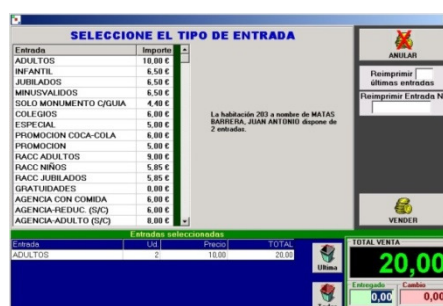 SELECCIONE EL TIPO DE ENTRADA
Entrada Importe
ADULTOS 10,00 €
INFANTIL 6,50 €
JUBILADOS 6,50 €
MINUSVALIDOS 6,50 €
SOLO MONUMENTO C/GUIA 4,40 €
COLEGIOS 6,00 €
ESPECIAL 5,00 €
PROMOCION COCA-COLA 6,00 €
PROMOCION 5,00 €
RACC ADULTOS 9,00 €
RACC NIÑOS 5,85 €
RACC JUBILADOS 5,85 €
GRATUIDADES 0,00 €
AGENCIA CON COMIDA 6,00 €
AGENCIA-REDUC. (S/C) 6,00 €
AGENCIA-ADULTO (S/C) 8,00 €
La habitación 203 a nombre de MATAS
BARRERA, JUAN ANTONIO dispone de
2 entradas.
ANULAR
Reimprimir
últimas entradas
Reimprimir Entrada N
VENDER
Entradas seleccionadas
Entrada Ud. Precio TOTAL
ADULTOS 2 10,00 20,00
Ultima
TOTAL VENTA
20,00
Entregado Cambio
0,00 0,00